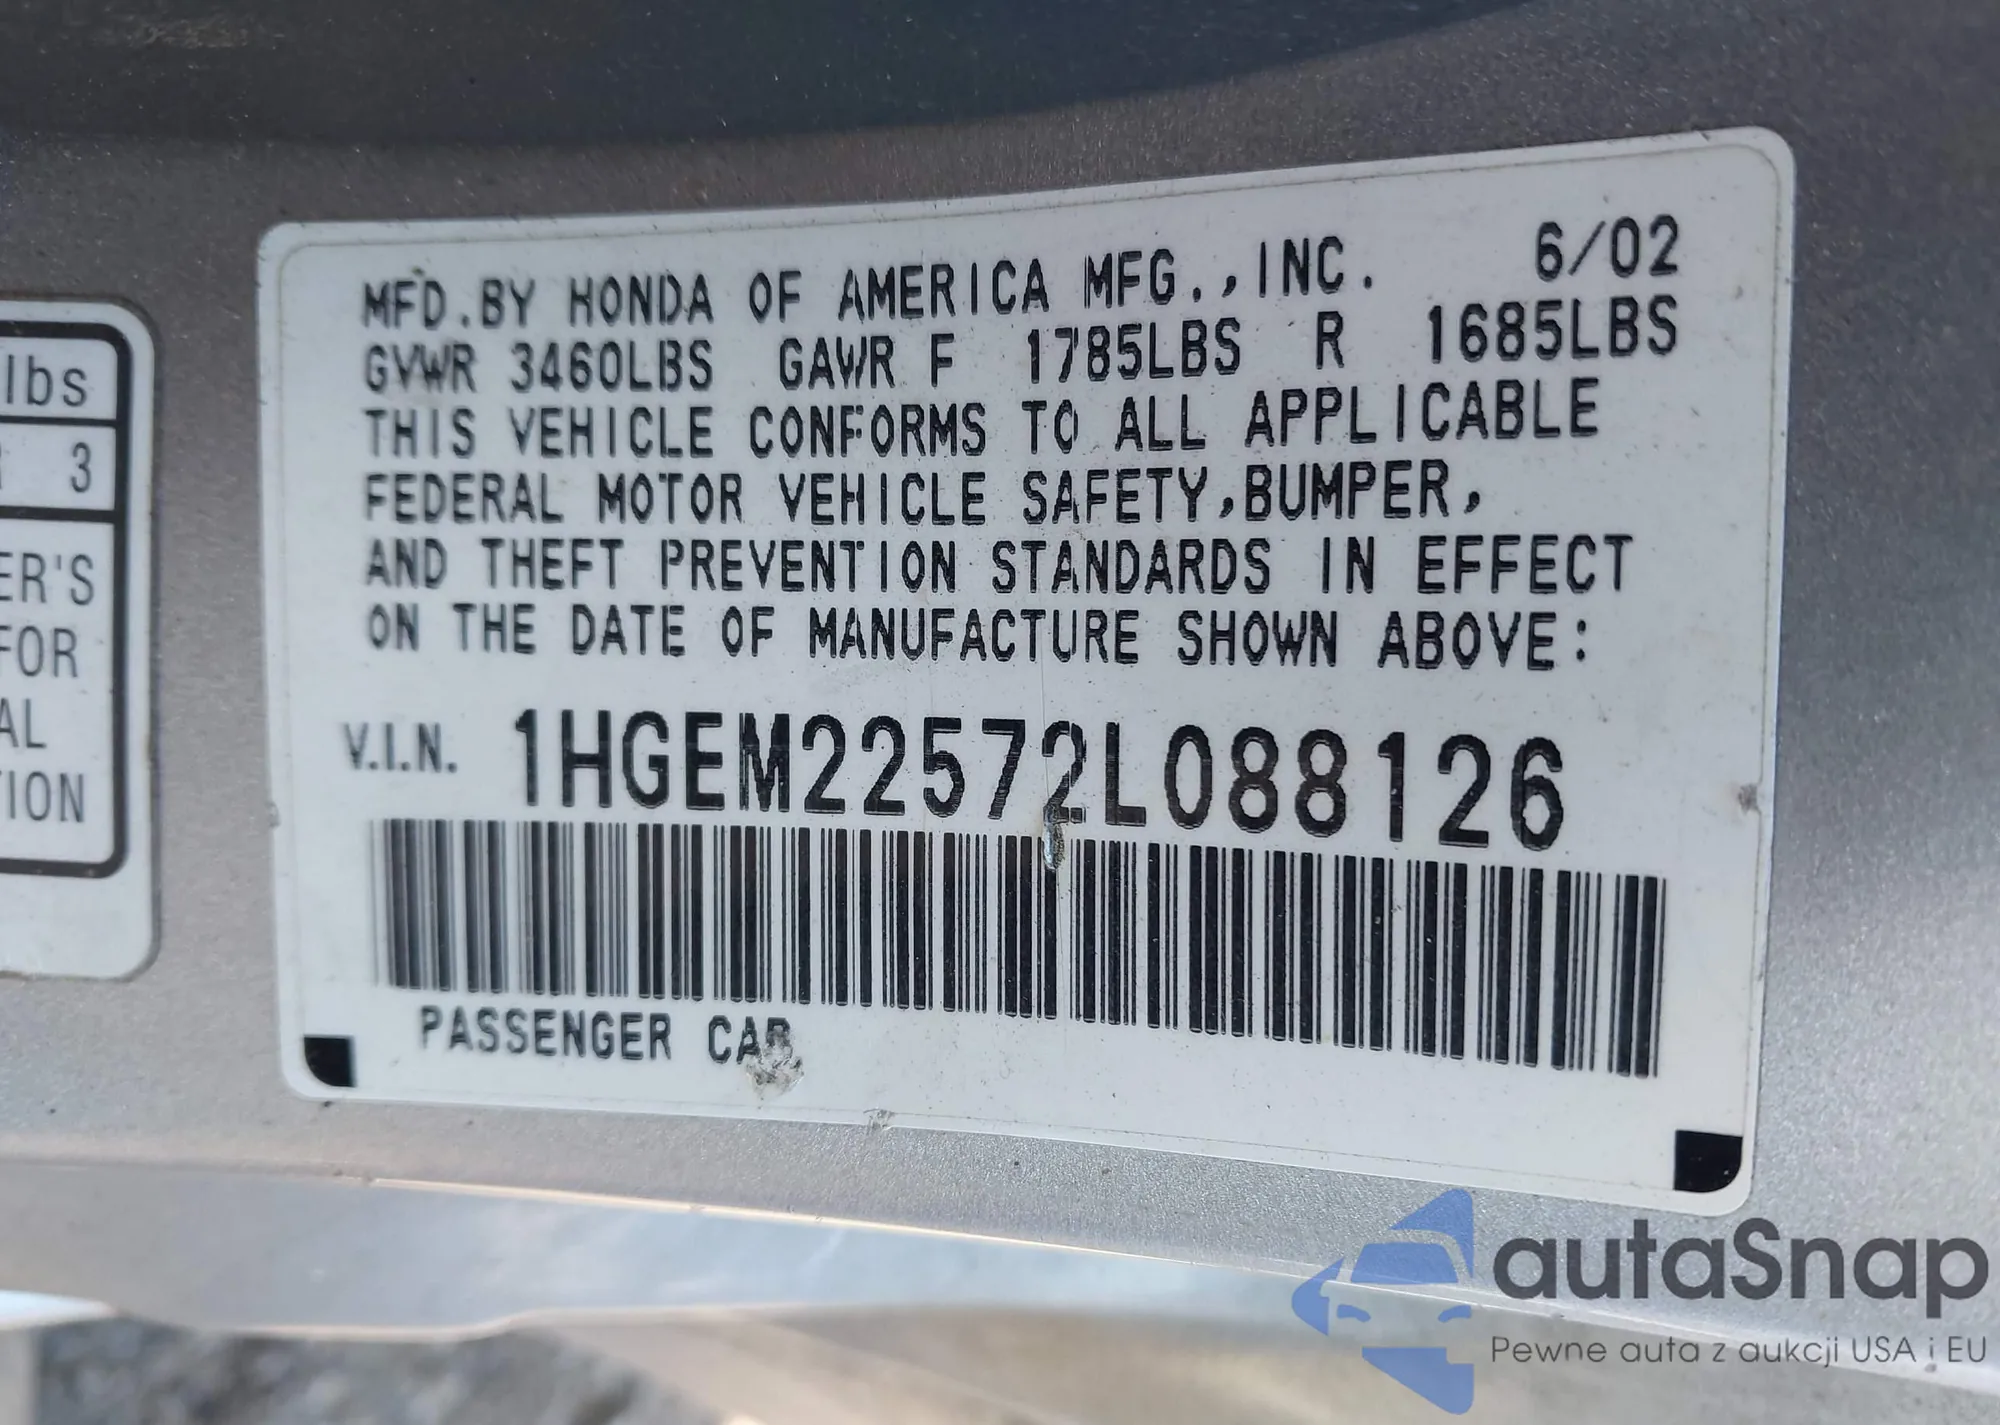 lbs
3
ER'S
FOR
AL
TION
MFD.BY HONDA OF AMERICA MFG.,INC. 6/02
GVWR 3460LBS GAWR F 1785LBS R 1685LBS
THIS VEHICLE CONFORMS TO ALL APPLICABLE
FEDERAL MOTOR VEHICLE SAFETY,BUMPER,
AND THEFT PREVENTION STANDARDS IN EFFECT
ON THE DATE OF MANUFACTURE SHOWN ABOVE:
V.I.N. 1HGEM22572L088126
PASSENGER CAR
autaSnap
Pewne auta z aukcji USA i EU